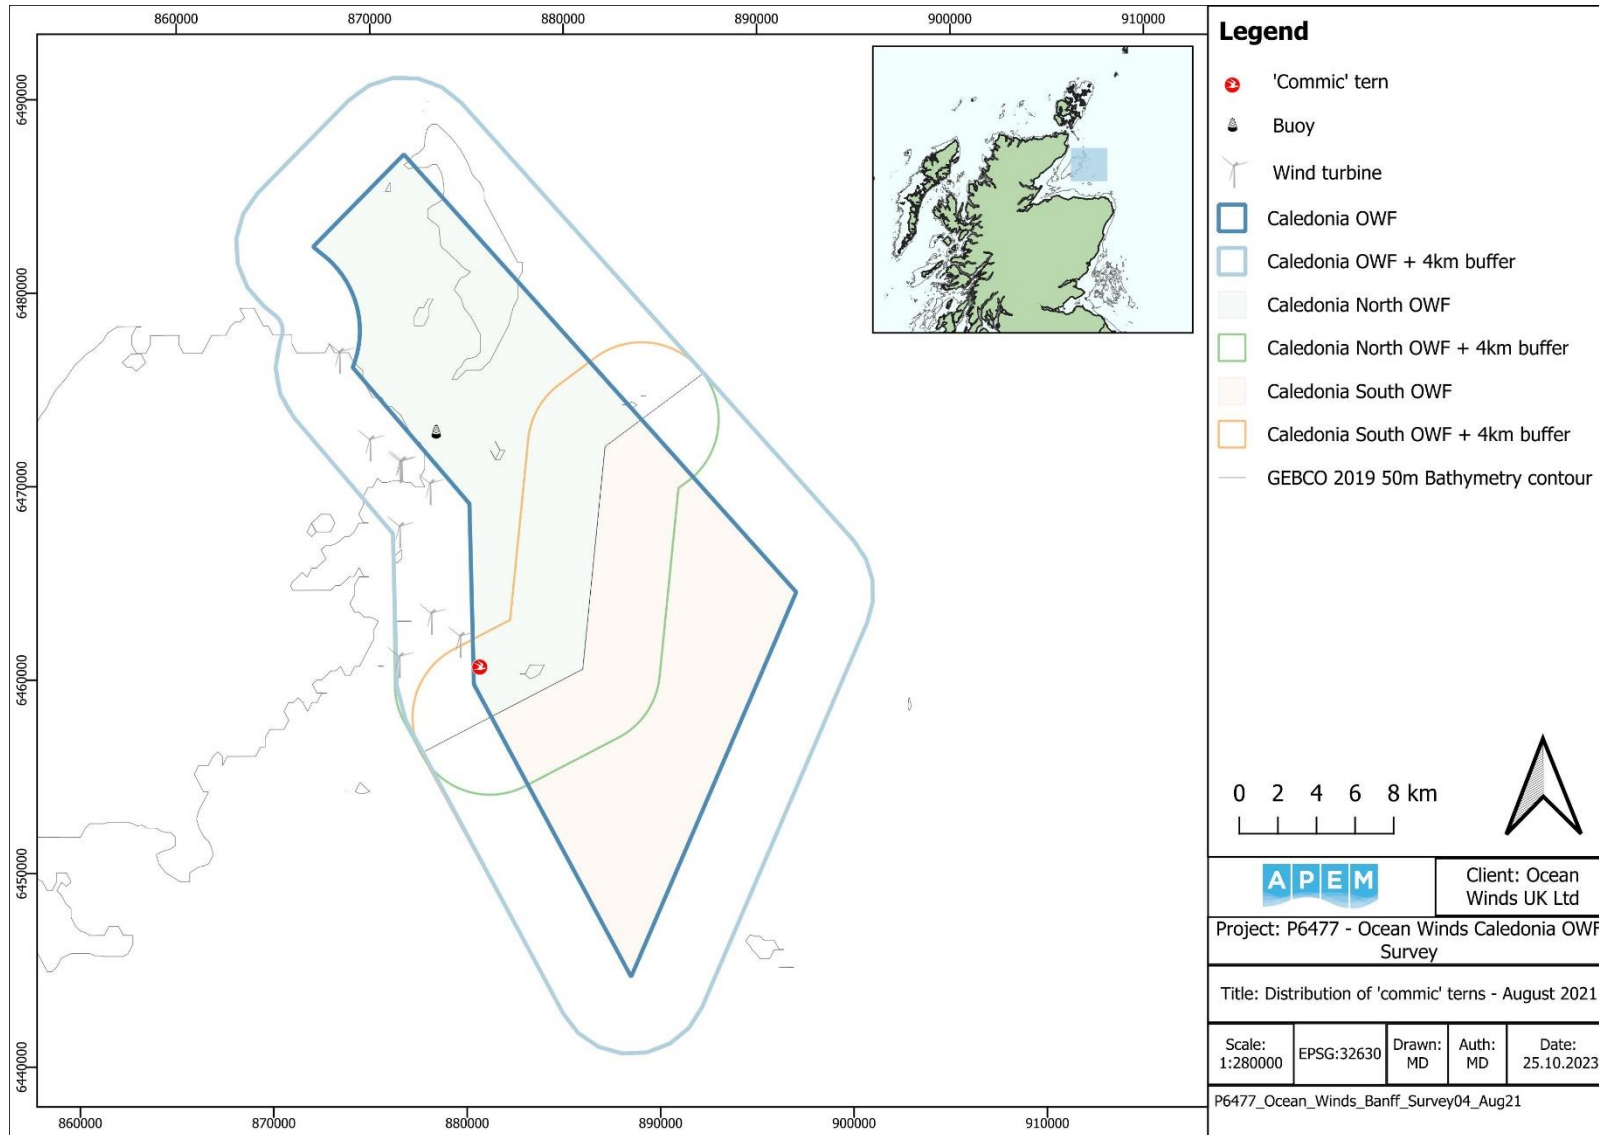 860000 870000 880000 890000 900000 910000
6490000
6480000
6470000
6460000
6450000
6440000
860000 870000 880000 890000 900000 910000
Legend
'Commic' tern
Buoy
Wind turbine
Caledonia OWF
Caledonia OWF + 4km buffer
Caledonia North OWF
Caledonia North OWF + 4km buffer
Caledonia South OWF
Caledonia South OWF + 4km buffer
GEBCO 2019 50m Bathymetry contour
0 2 4 6 8 km
APEM
Client: Ocean
Winds UK Ltd
Project: P6477 - Ocean Winds Caledonia OWF
Survey
Title: Distribution of 'commic' terns - August 2021
Scale:
1:280000
EPSG:32630
Drawn:
MD
Auth:
MD
Date:
25.10.2023
P6477_Ocean_Winds_Banff_Survey04_Aug21